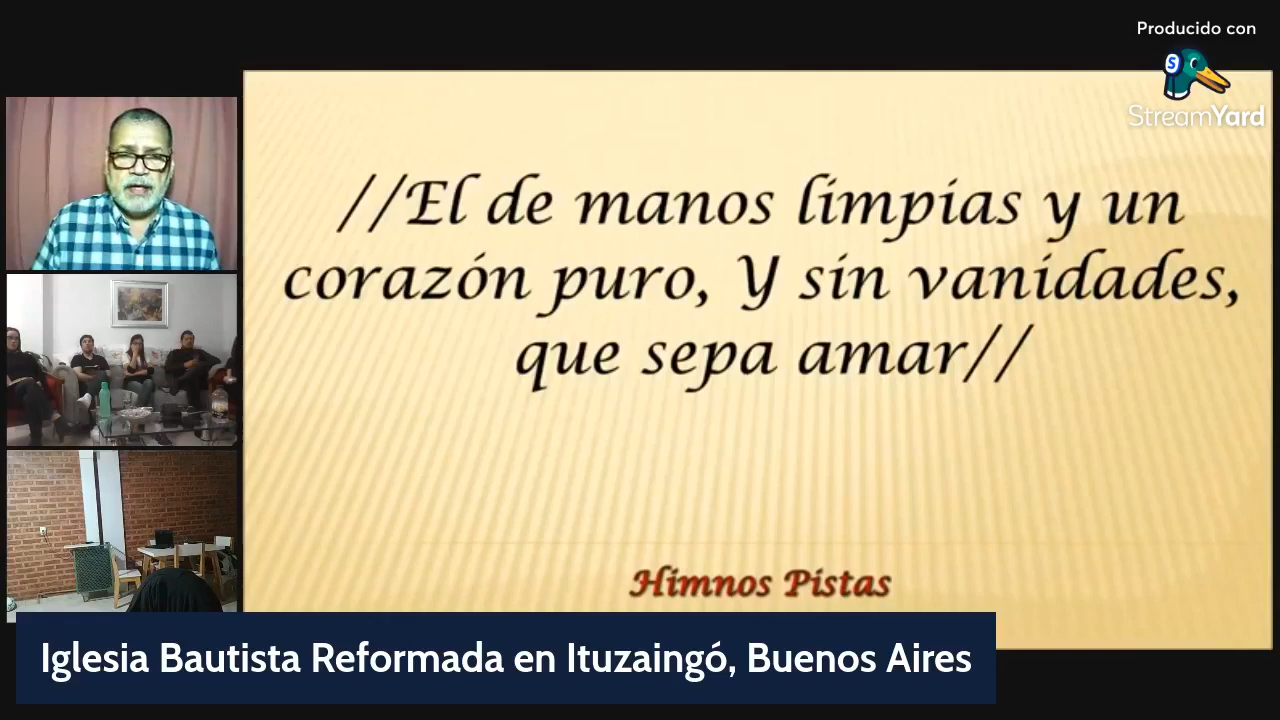 Producido con
StreamYard
//El de manos limpias y un
corazón puro, Y sin vanidades,
que sepa amar//
Himnos Pistas
Iglesia Bautista Reformada en Ituzaingó, Buenos Aires